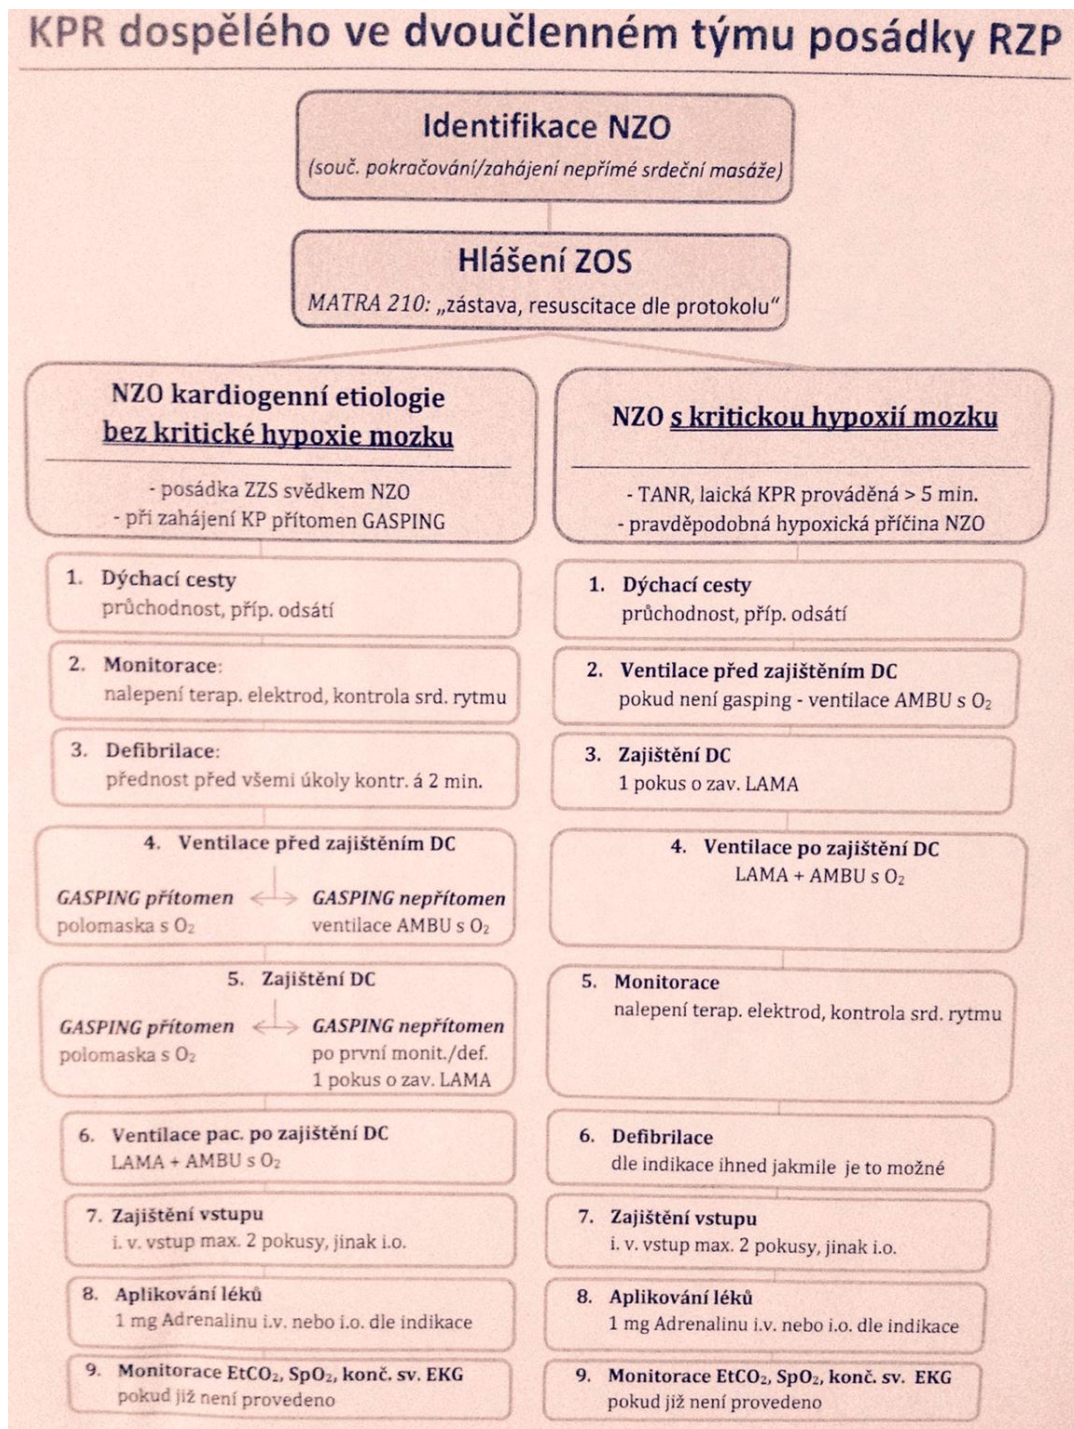 KPR dospělého ve dvoučlenném týmu posádky RZP
Identifikace NZO
(souč. pokračování/zahájení nepřímé srdeční masáže)
Hlášení ZOS
MATRA 210: „zástava, resuscitace dle protokolu“
NZO kardiogenní etiologie
bez kritické hypoxie mozku
- posádka ZZS svědkem NZO
- při zahájení KP přítomen GASPING
1. Dýchací cesty
průchodnost, příp. odsátí
2. Monitorace:
nalepení terap. elektrod, kontrola srd. rytmu
3. Defibrilace:
přednost před všemi úkoly kontr. á 2 min.
4. Ventilace před zajištěním DC
GASPING přítomen
polomaska s O₂
GASPING nepřítomen
ventilace AMBU s O₂
5. Zajištění DC
GASPING přítomen
polomaska s O₂
GASPING nepřítomen
po první monit./def.
1 pokus o zav. LAMA
6. Ventilace pac. po zajištění DC
LAMA + AMBU s O₂
7. Zajištění vstupu
i. v. vstup max. 2 pokusy, jinak i.o.
8. Aplikování léků
1 mg Adrenalinu i.v. nebo i.o. dle indikace
9. Monitorace EtCO₂, SpO₂, konč. sv. EKG
pokud již není provedeno
NZO s kritickou hypoxií mozku
- TANR, laická KPR prováděná > 5 min.
- pravděpodobná hypoxická příčina NZO
1. Dýchací cesty
průchodnost, příp. odsátí
2. Ventilace před zajištěním DC
pokud není gasping - ventilace AMBU s O₂
3. Zajištění DC
1 pokus o zav. LAMA
4. Ventilace po zajištění DC
LAMA + AMBU s O₂
5. Monitorace
nalepení terap. elektrod, kontrola srd. rytmu
6. Defibrilace
dle indikace ihned jakmile je to možné
7. Zajištění vstupu
i. v. vstup max. 2 pokusy, jinak i.o.
8. Aplikování léků
1 mg Adrenalinu i.v. nebo i.o. dle indikace
9. Monitorace EtCO₂, SpO₂, konč. sv. EKG
pokud již není provedeno